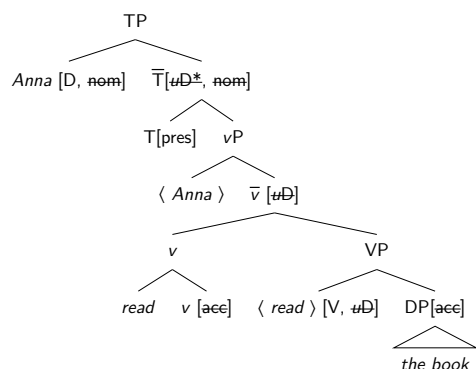 TP
Anna [D, nom] T̅[uD*, nom]
T[pres] vP
⟨ Anna ⟩ v̅ [uD]
v VP
read v [acc] ⟨ read ⟩ [V, uD] DP[acc]
the book